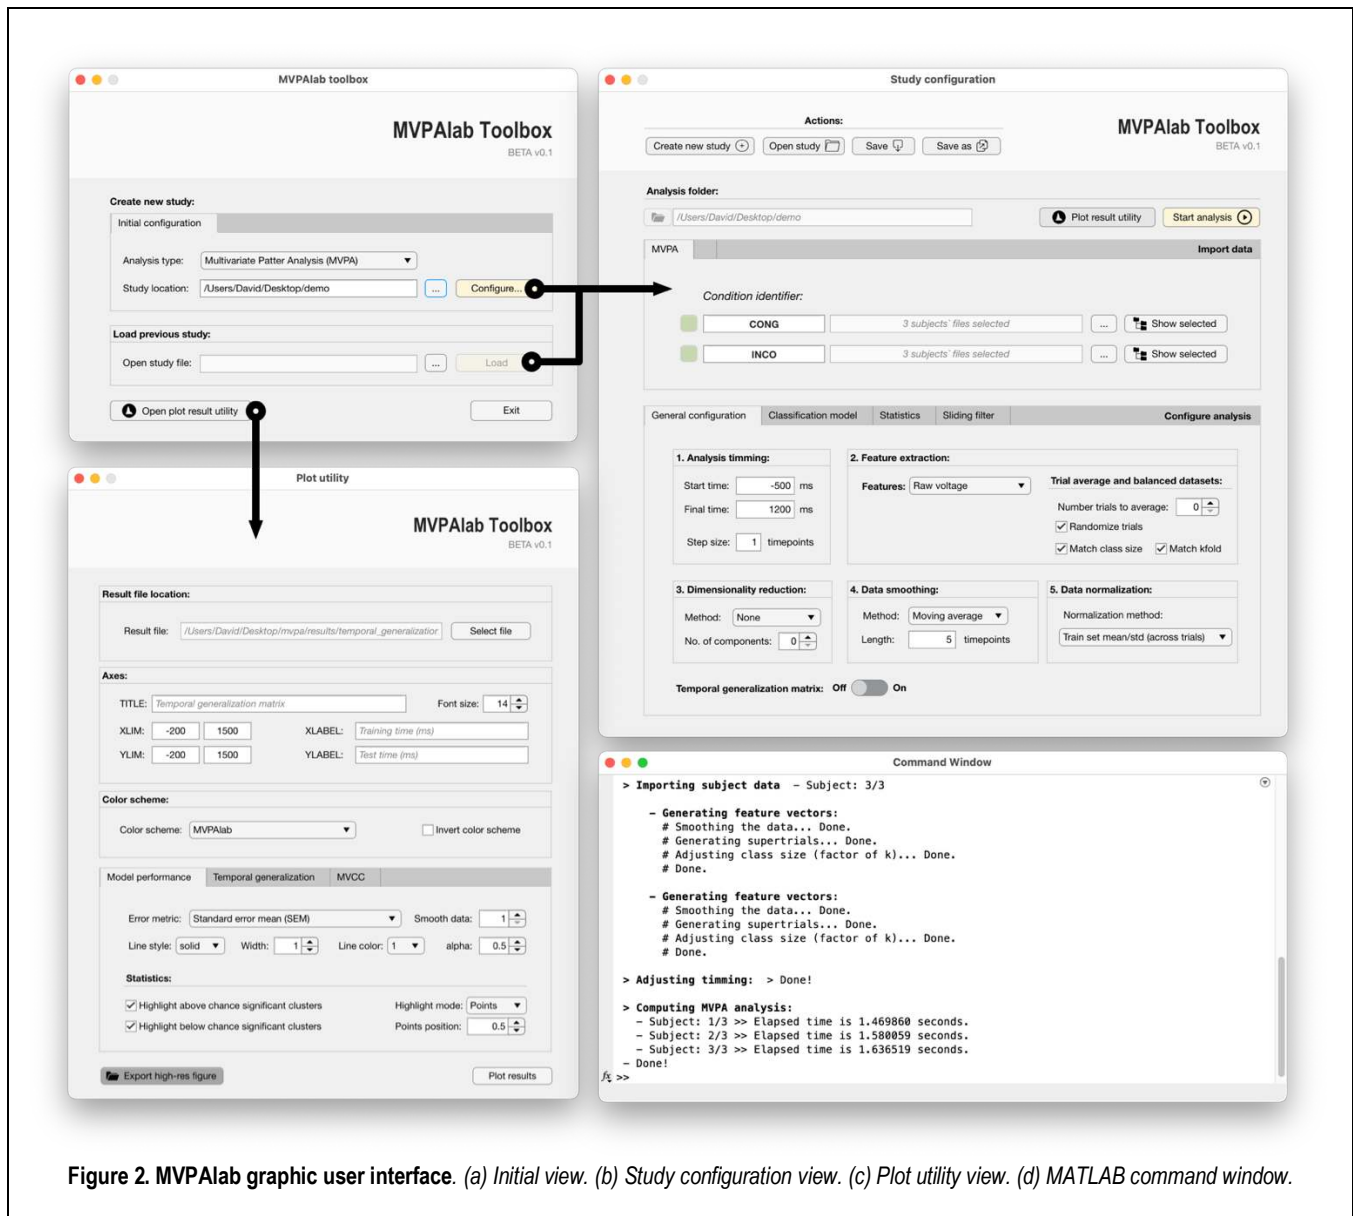 MVPAlab toolbox
MVPAlab Toolbox
BETA v0.1
Create new study:
Initial configuration
Analysis type: Multivariate Patter Analysis (MVPA)
Study location: /Users/David/Desktop/demo ... Configure...
Load previous study:
Open study file: ... Load
Open plot result utility Exit
Study configuration
Actions:
MVPAlab Toolbox
BETA v0.1
Create new study Open study Save Save as
Analysis folder:
/Users/David/Desktop/demo Plot result utility Start analysis
MVPA Import data
Condition identifier:
CONG 3 subjects` files selected ... Show selected
INCO 3 subjects` files selected ... Show selected
General configuration Classification model Statistics Sliding filter Configure analysis
1. Analysis timming:
Start time: -500 ms
Final time: 1200 ms
Step size: 1 timepoints
2. Feature extraction:
Features: Raw voltage
Trial average and balanced datasets:
Number trials to average: 0
Randomize trials
Match class size Match kfold
3. Dimensionality reduction:
Method: None
No. of components: 0
4. Data smoothing:
Method: Moving average
Length: 5 timepoints
5. Data normalization:
Normalization method:
Train set mean/std (across trials)
Temporal generalization matrix: Off On
Plot utility
MVPAlab Toolbox
BETA v0.1
Result file location:
Result file: /Users/David/Desktop/mvpa/results/temporal_generalization Select file
Axes:
TITLE: Temporal generalization matrix Font size: 14
XLIM: -200 1500 XLABEL: Training time (ms)
YLIM: -200 1500 YLABEL: Test time (ms)
Color scheme:
Color scheme: MVPAlab Invert color scheme
Model performance Temporal generalization MVCC
Error metric: Standard error mean (SEM) Smooth data: 1
Line style: solid Width: 1 Line color: 1 alpha: 0.5
Statistics:
Highlight above chance significant clusters Highlight mode: Points
Highlight below chance significant clusters Points position: 0.5
Export high-res figure Plot results
Command Window
> Importing subject data – Subject: 3/3
– Generating feature vectors:
# Smoothing the data... Done.
# Generating supertrials... Done.
# Adjusting class size (factor of k)... Done.
# Done.
– Generating feature vectors:
# Smoothing the data... Done.
# Generating supertrials... Done.
# Adjusting class size (factor of k)... Done.
# Done.
> Adjusting timming: > Done!
> Computing MVPA analysis:
– Subject: 1/3 >> Elapsed time is 1.469860 seconds.
– Subject: 2/3 >> Elapsed time is 1.580059 seconds.
– Subject: 3/3 >> Elapsed time is 1.636519 seconds.
– Done!
fx >>
Figure 2. MVPAlab graphic user interface. (a) Initial view. (b) Study configuration view. (c) Plot utility view. (d) MATLAB command window.